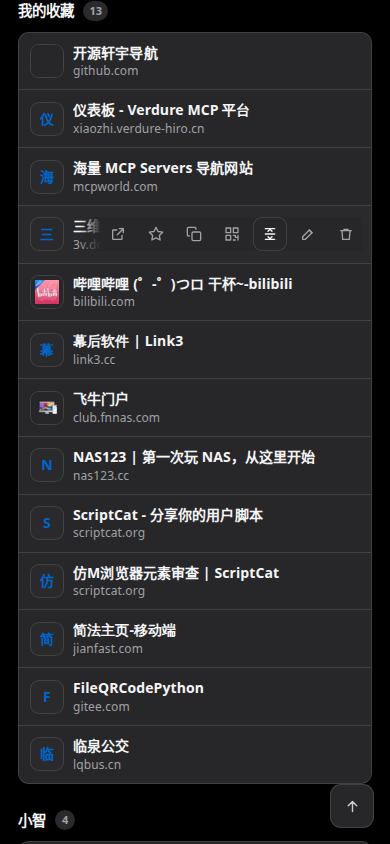 我的收藏 13
开源轩宇导航
github.com
仪
仪表板 - Verdure MCP 平台
xiaozhi.verdure-hiro.cn
海
海量 MCP Servers 导航网站
mcpworld.com
三
三维
3v.d
哔哩哔哩 (゜-゜)つロ 干杯~-bilibili
bilibili.com
幕
幕后软件 | Link3
link3.cc
飞牛门户
club.fnnas.com
N
NAS123 | 第一次玩 NAS，从这里开始
nas123.cc
S
ScriptCat - 分享你的用户脚本
scriptcat.org
仿
仿M浏览器元素审查 | ScriptCat
scriptcat.org
简
简法主页-移动端
jianfast.com
F
FileQRCodePython
gitee.com
临
临泉公交
lqbus.cn
小智 4